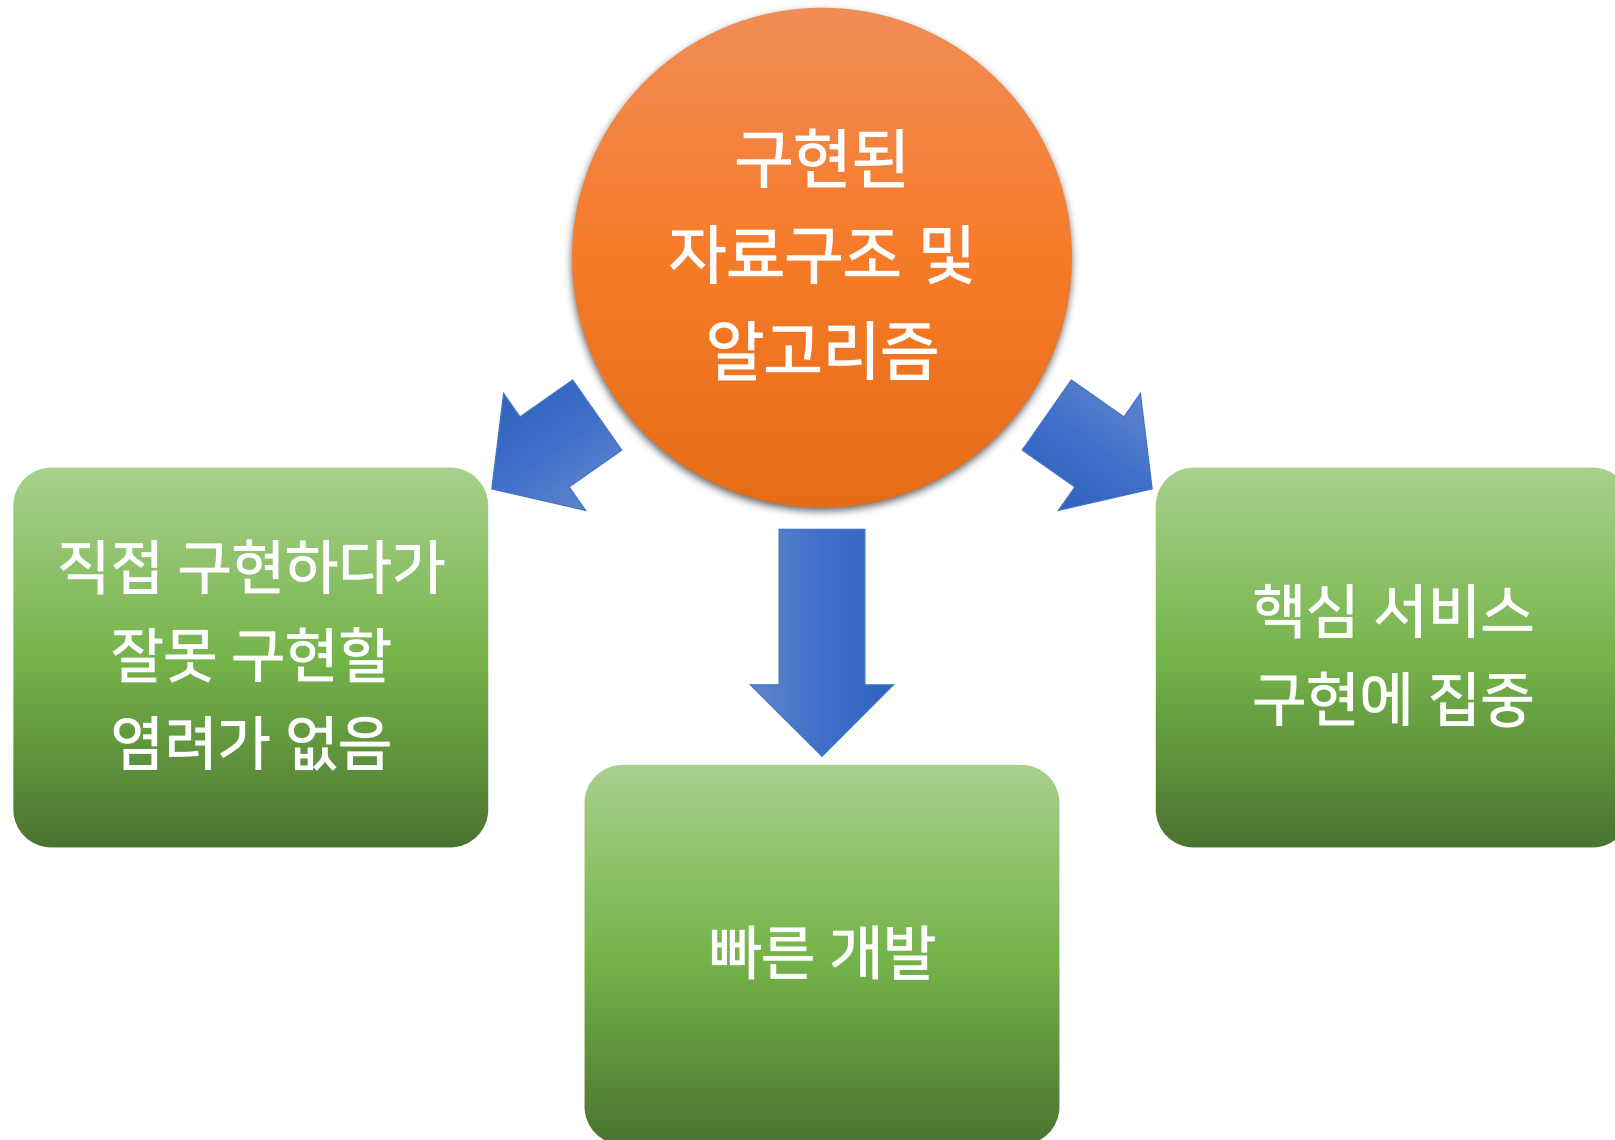 구현된
자료구조 및
알고리즘
직접 구현하다가
잘못 구현할
염려가 없음
빠른 개발
핵심 서비스
구현에 집중